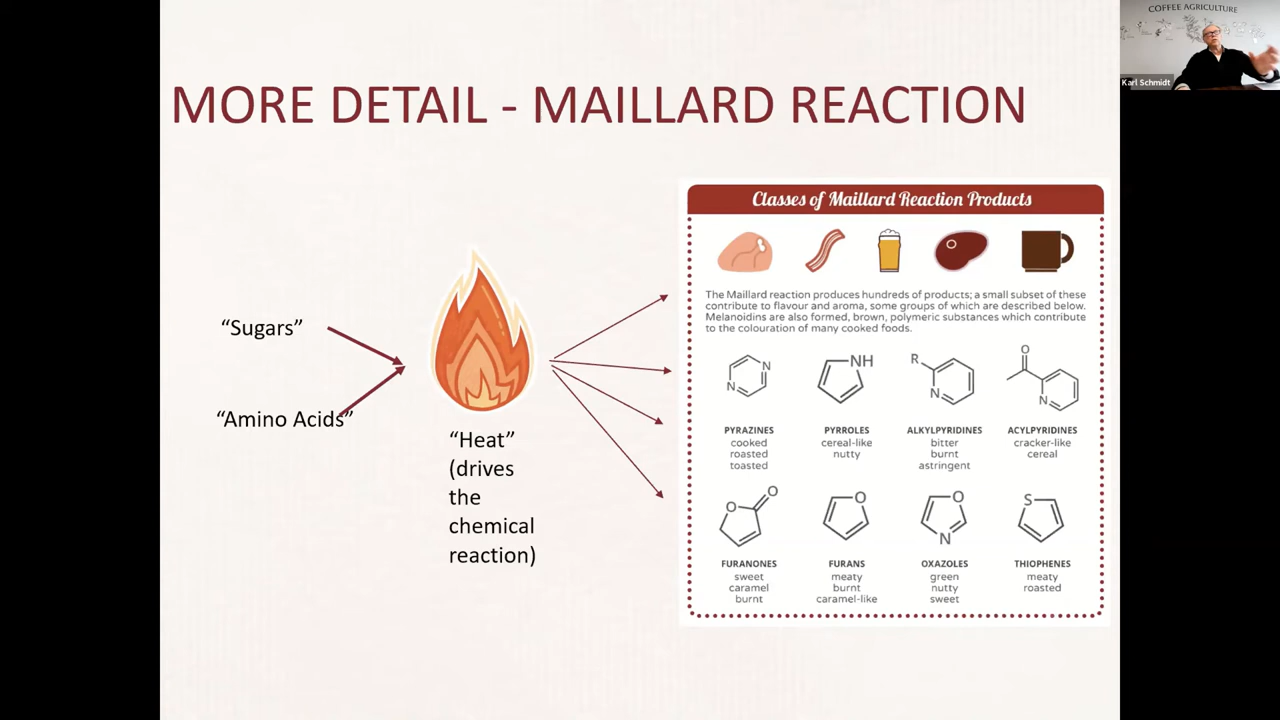 COFFEE AGRICULTURE
Karl Schmidt
MORE DETAIL - MAILLARD REACTION
“Sugars”
“Amino Acids”
“Heat”
(drives
the
chemical
reaction)
Classes of Maillard Reaction Products
The Maillard reaction produces hundreds of products; a small subset of these
contribute to flavour and aroma, some groups of which are described below.
Melanoidins are also formed, brown, polymeric substances which contribute
to the colouration of many cooked foods.
N
N
NH
R
N
O
N
PYRAZINES
cooked
roasted
toasted
PYRROLES
cereal-like
nutty
ALKYLPYRIDINES
bitter
burnt
astringent
ACYLPYRIDINES
cracker-like
cereal
O
O
O
O
N
S
FURANONES
sweet
caramel
burnt
FURANS
meaty
burnt
caramel-like
OXAZOLES
green
nutty
sweet
THIOPHENES
meaty
roasted